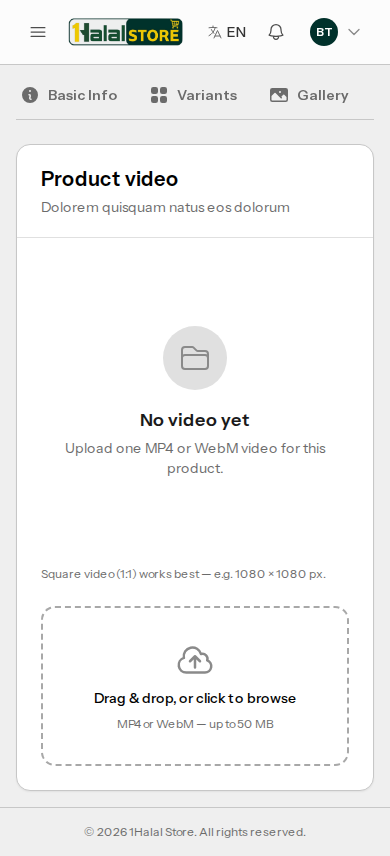 1Halal STORE
EN
BT
Basic Info
Variants
Gallery
Product video
Dolorem quisquam natus eos dolorum
No video yet
Upload one MP4 or WebM video for this
product.
Square video (1:1) works best — e.g. 1080 × 1080 px.
Drag & drop, or click to browse
MP4 or WebM — up to 50 MB
© 2026 1Halal Store. All rights reserved.